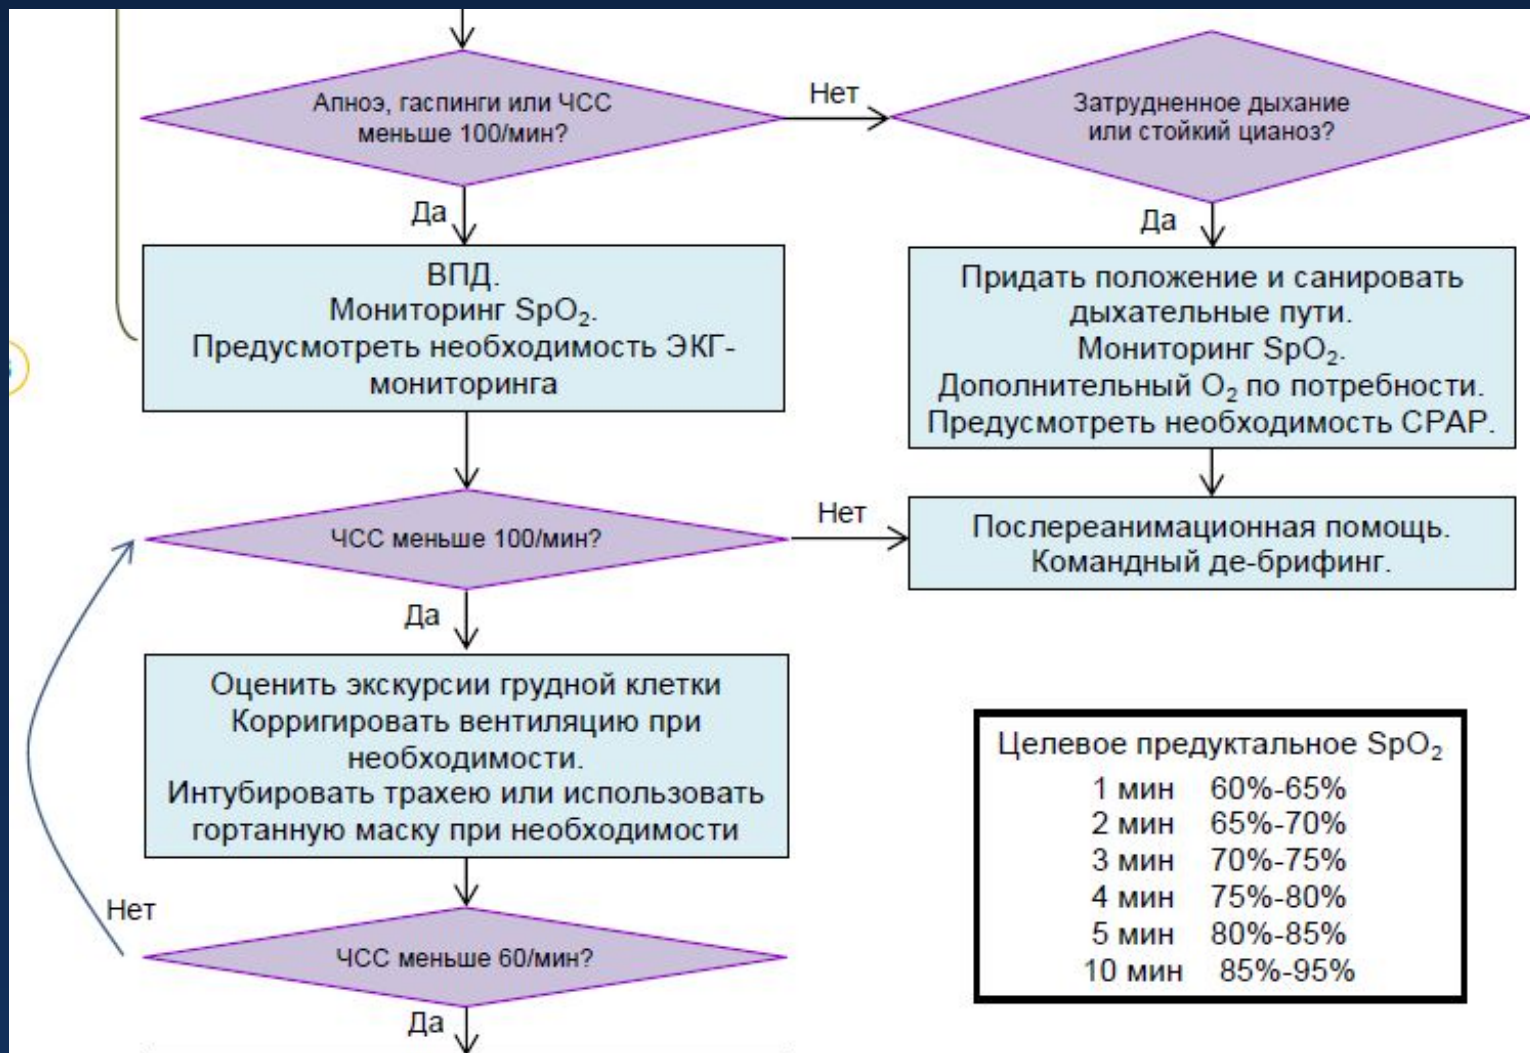 Апноэ, гаспинги или ЧСС
меньше 100/мин?
Нет
Затрудненное дыхание
или стойкий цианоз?
Да
Да
ВПД.
Мониторинг SpO₂.
Предусмотреть необходимость ЭКГ-
мониторинга
Придать положение и санировать
дыхательные пути.
Мониторинг SpO₂.
Дополнительный O₂ по потребности.
Предусмотреть необходимость CPAP.
ЧСС меньше 100/мин?
Нет
Послереанимационная помощь.
Командный де-брифинг.
Да
Оценить экскурсии грудной клетки
Корригировать вентиляцию при
необходимости.
Интубировать трахею или использовать
гортанную маску при необходимости
Нет
ЧСС меньше 60/мин?
Да
Целевое предуктальное SpO₂
1 мин 60%-65%
2 мин 65%-70%
3 мин 70%-75%
4 мин 75%-80%
5 мин 80%-85%
10 мин 85%-95%